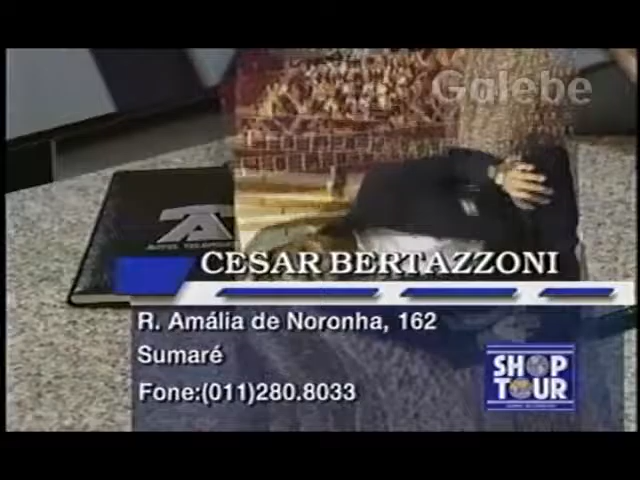 Galebe
CESAR BERTAZZONI
R. Amália de Noronha, 162
Sumaré
Fone:(011)280.8033
SHOP
TOUR